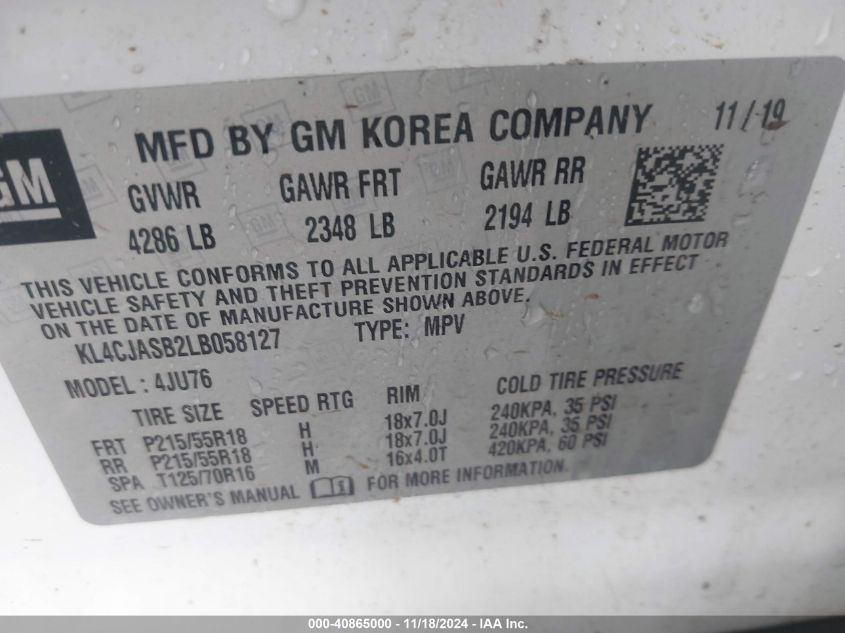 GM
MFD BY GM KOREA COMPANY 11/19
GVWR GAWR FRT GAWR RR
4286 LB 2348 LB 2194 LB
THIS VEHICLE CONFORMS TO ALL APPLICABLE U.S. FEDERAL MOTOR
VEHICLE SAFETY AND THEFT PREVENTION STANDARDS IN EFFECT
ON THE DATE OF MANUFACTURE SHOWN ABOVE.
KL4CJASB2LB058127 TYPE: MPV
MODEL: 4JU76
TIRE SIZE SPEED RTG RIM COLD TIRE PRESSURE
FRT P215/55R18 H 18x7.0J 240KPA, 35 PSI
RR P215/55R18 H 18x7.0J 240KPA, 35 PSI
SPA T125/70R16 M 16x4.0T 420KPA, 60 PSI
SEE OWNER'S MANUAL FOR MORE INFORMATION.
000-40865000 - 11/18/2024 - IAA Inc.